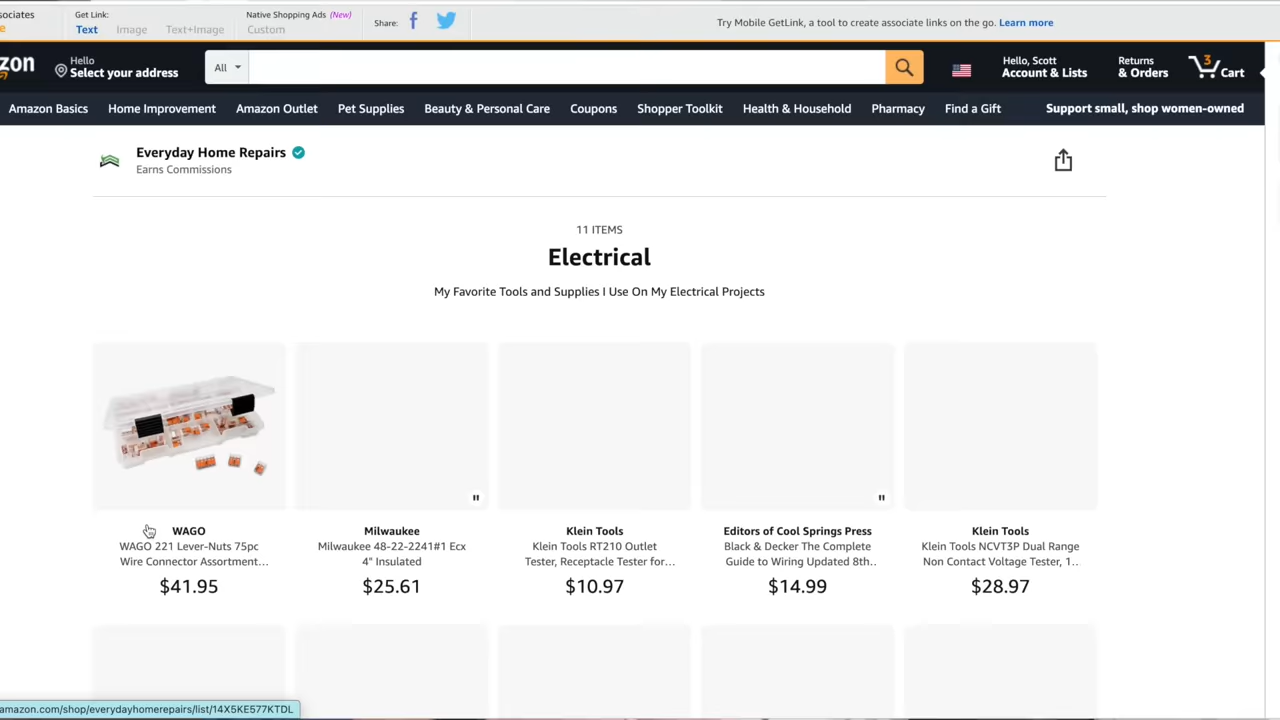 sociates
Get Link:
Native Shopping Ads (New)
Text Image Text+Image
Custom
Share:
Try Mobile GetLink, a tool to create associate links on the go. Learn more
zon
Hello
Select your address
All
Hello, Scott
Account & Lists
Returns
& Orders
3
Cart
Amazon Basics Home Improvement Amazon Outlet Pet Supplies Beauty & Personal Care Coupons Shopper Toolkit Health & Household Pharmacy Find a Gift Support small, shop women-owned
Everyday Home Repairs
Earns Commissions
11 ITEMS
Electrical
My Favorite Tools and Supplies I Use On My Electrical Projects
WAGO
WAGO 221 Lever-Nuts 75pc
Wire Connector Assortment...
$41.95
Milwaukee
Milwaukee 48-22-2241#1 Ecx
4" Insulated
$25.61
Klein Tools
Klein Tools RT210 Outlet
Tester, Receptacle Tester for...
$10.97
Editors of Cool Springs Press
Black & Decker The Complete
Guide to Wiring Updated 8th..
$14.99
Klein Tools
Klein Tools NCVT3P Dual Range
Non Contact Voltage Tester, 1...
$28.97
amazon.com/shop/everydayhomerepairs/list/14X5KE577KTDL